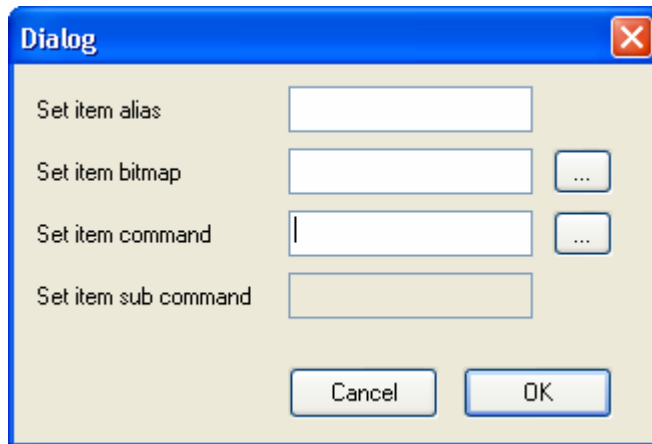 Dialog
Set item alias
Set item bitmap ...
Set item command ...
Set item sub command
Cancel OK